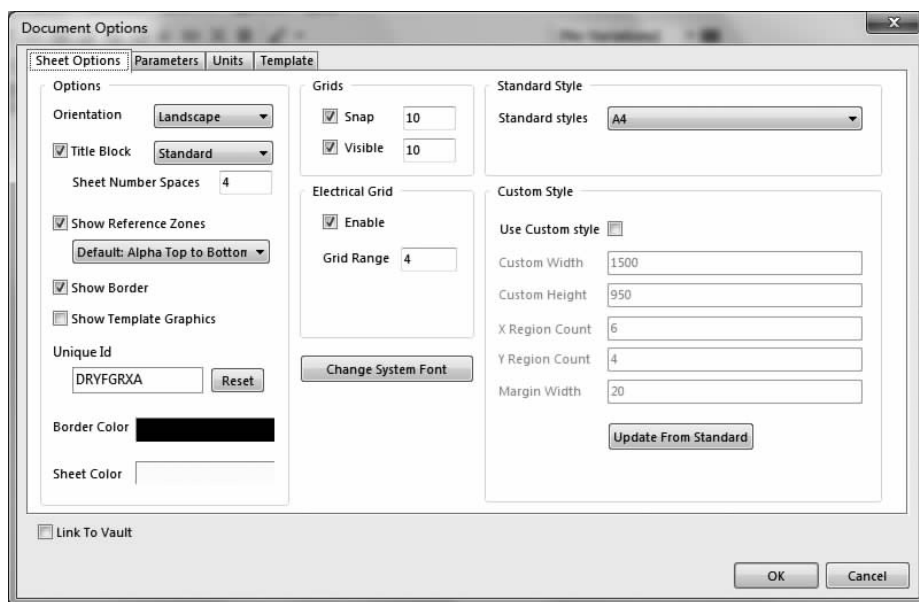 Document Options
Sheet Options Parameters Units Template
Options
Orientation Landscape
Title Block Standard
Sheet Number Spaces 4
Show Reference Zones
Default: Alpha Top to Botton
Show Border
Show Template Graphics
Unique Id
DRYFGRXA Reset
Border Color
Sheet Color
Grids
Snap 10
Visible 10
Electrical Grid
Enable
Grid Range 4
Change System Font
Standard Style
Standard styles A4
Custom Style
Use Custom style
Custom Width 1500
Custom Height 950
X Region Count 6
Y Region Count 4
Margin Width 20
Update From Standard
Link To Vault
OK Cancel